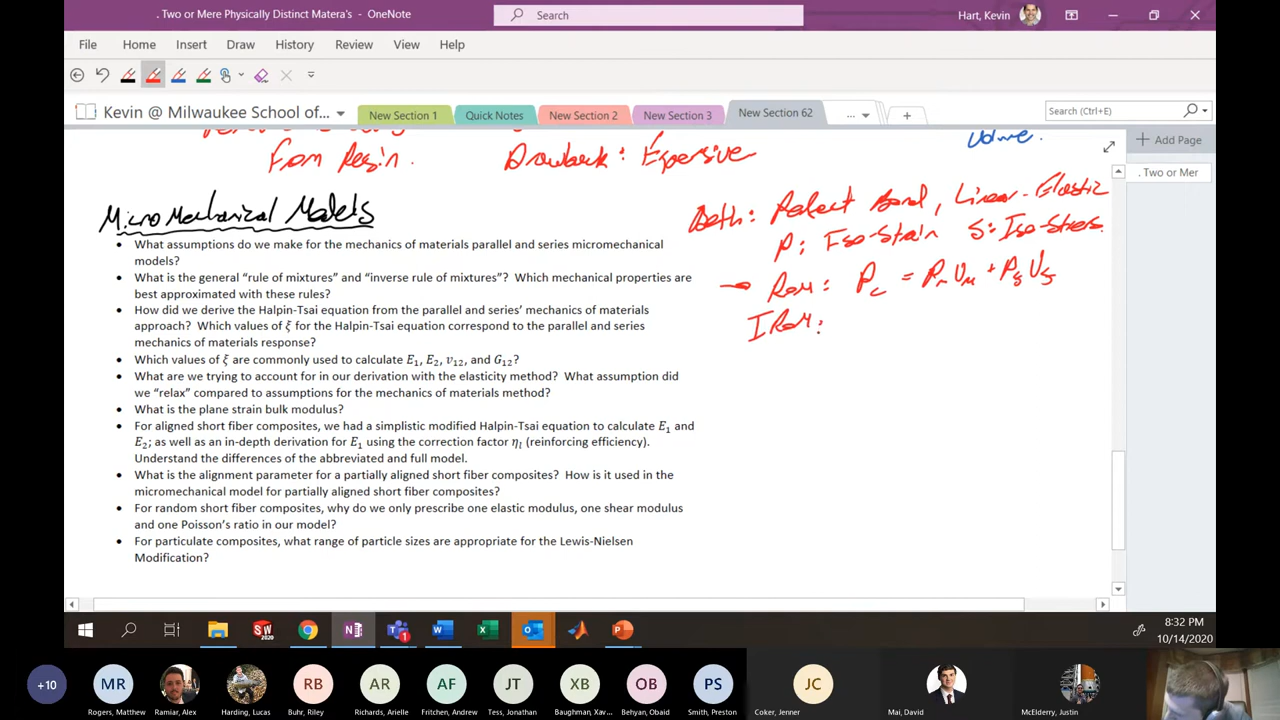 . Two or Mere Physically Distinct Matera's - OneNote
Search
Hart, Kevin
File Home Insert Draw History Review View Help
Kevin @ Milwaukee School of...
New Section 1
Quick Notes
New Section 2
New Section 3
New Section 62
...
Search (Ctrl+E)
Add Page
. Two or Mer
from Resin.
Drawback: Expensive
Volume.
MicroMechanical Models
What assumptions do we make for the mechanics of materials parallel and series micromechanical
models?
What is the general “rule of mixtures” and “inverse rule of mixtures”? Which mechanical properties are
best approximated with these rules?
How did we derive the Halpin-Tsai equation from the parallel and series’ mechanics of materials
approach? Which values of ξ for the Halpin-Tsai equation correspond to the parallel and series
mechanics of materials response?
Which values of ξ are commonly used to calculate E₁, E₂, ν₁₂, and G₁₂?
What are we trying to account for in our derivation with the elasticity method? What assumption did
we “relax” compared to assumptions for the mechanics of materials method?
What is the plane strain bulk modulus?
For aligned short fiber composites, we had a simplistic modified Halpin-Tsai equation to calculate E₁ and
E₂; as well as an in-depth derivation for E₁ using the correction factor ηₗ (reinforcing efficiency).
Understand the differences of the abbreviated and full model.
What is the alignment parameter for a partially aligned short fiber composites? How is it used in the
micromechanical model for partially aligned short fiber composites?
For random short fiber composites, why do we only prescribe one elastic modulus, one shear modulus
and one Poisson’s ratio in our model?
For particulate composites, what range of particle sizes are appropriate for the Lewis-Nielsen
Modification?
Both: Perfect Bond, Linear-Elastic
P: Iso-Strain S: Iso-Stress.
→ RoM: Pc = Pm Vm + Pf Vf
IRoM:
8:32 PM
10/14/2020
+10
MR
Rogers, Matthew
Ramiar, Alex
Harding, Lucas
RB
Buhr, Riley
AR
Richards, Arielle
AF
Fritchen, Andrew
JT
Tess, Jonathan
XB
Baughman, Xav...
OB
Behyan, Obaid
PS
Smith, Preston
JC
Coker, Jenner
Mai, David
McElderry, Justin